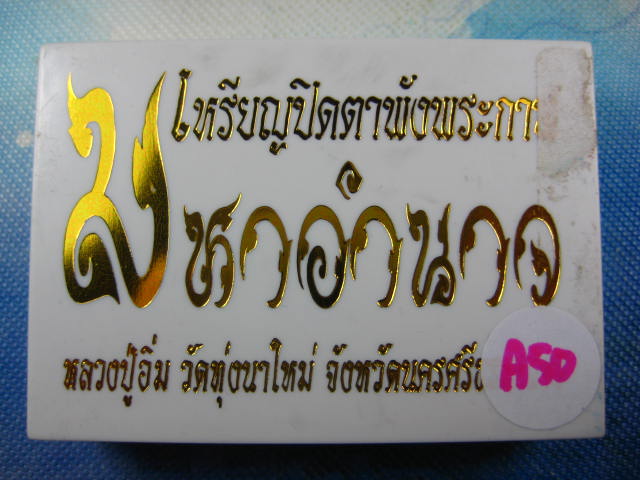 เหรียญปิดตาพังพระกา
มหาอำนาจ
หลวงปู่อิ่ม วัดทุ่งนาใหม่ จังหวัดนครศรี
A50